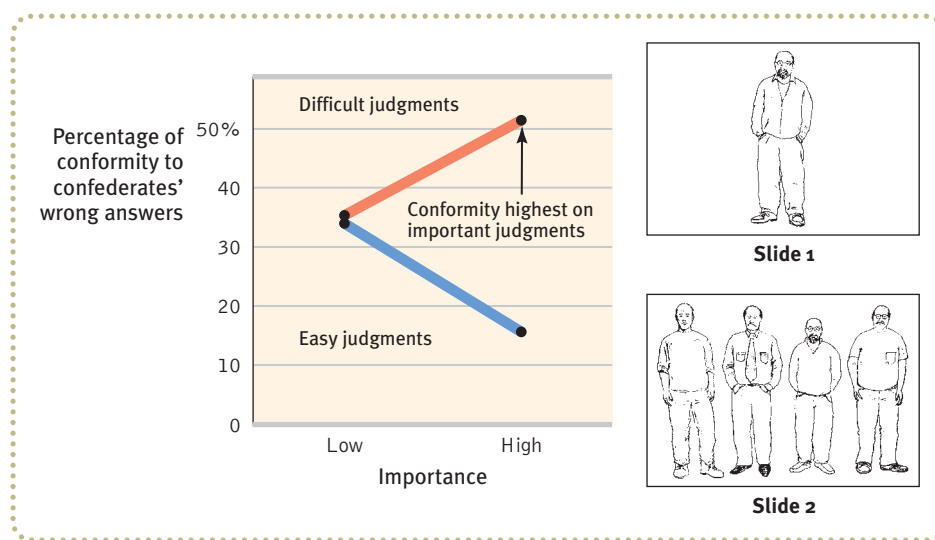 Percentage of
conformity to
confederates’
wrong answers
50%
40
30
20
10
0
Difficult judgments
Conformity highest on
important judgments
Easy judgments
Low
High
Importance
Slide 1
Slide 2